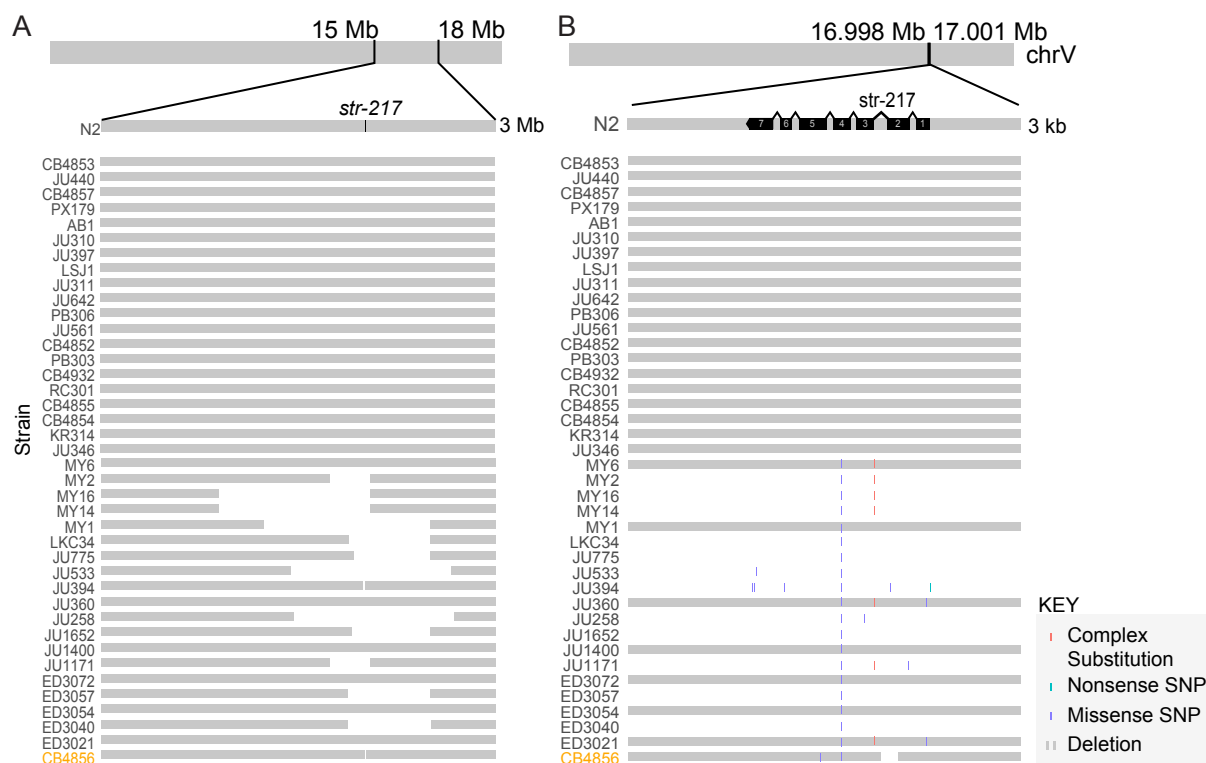 A
15 Mb 18 Mb
str-217
N2
3 Mb
Strain
CB4853
JU440
CB4857
PX179
AB1
JU310
JU397
LSJ1
JU311
JU642
PB306
JU561
CB4852
PB303
CB4932
RC301
CB4855
CB4854
KR314
JU346
MY6
MY2
MY16
MY14
MY1
LKC34
JU775
JU533
JU394
JU360
JU258
JU1652
JU1400
JU1171
ED3072
ED3057
ED3054
ED3040
ED3021
CB4856
B
16.998 Mb 17.001 Mb
chrV
str-217
N2
7 6 5 4 3 2 1
3 kb
CB4853
JU440
CB4857
PX179
AB1
JU310
JU397
LSJ1
JU311
JU642
PB306
JU561
CB4852
PB303
CB4932
RC301
CB4855
CB4854
KR314
JU346
MY6
MY2
MY16
MY14
MY1
LKC34
JU775
JU533
JU394
JU360
JU258
JU1652
JU1400
JU1171
ED3072
ED3057
ED3054
ED3040
ED3021
CB4856
KEY
Complex
Substitution
Nonsense SNP
Missense SNP
Deletion